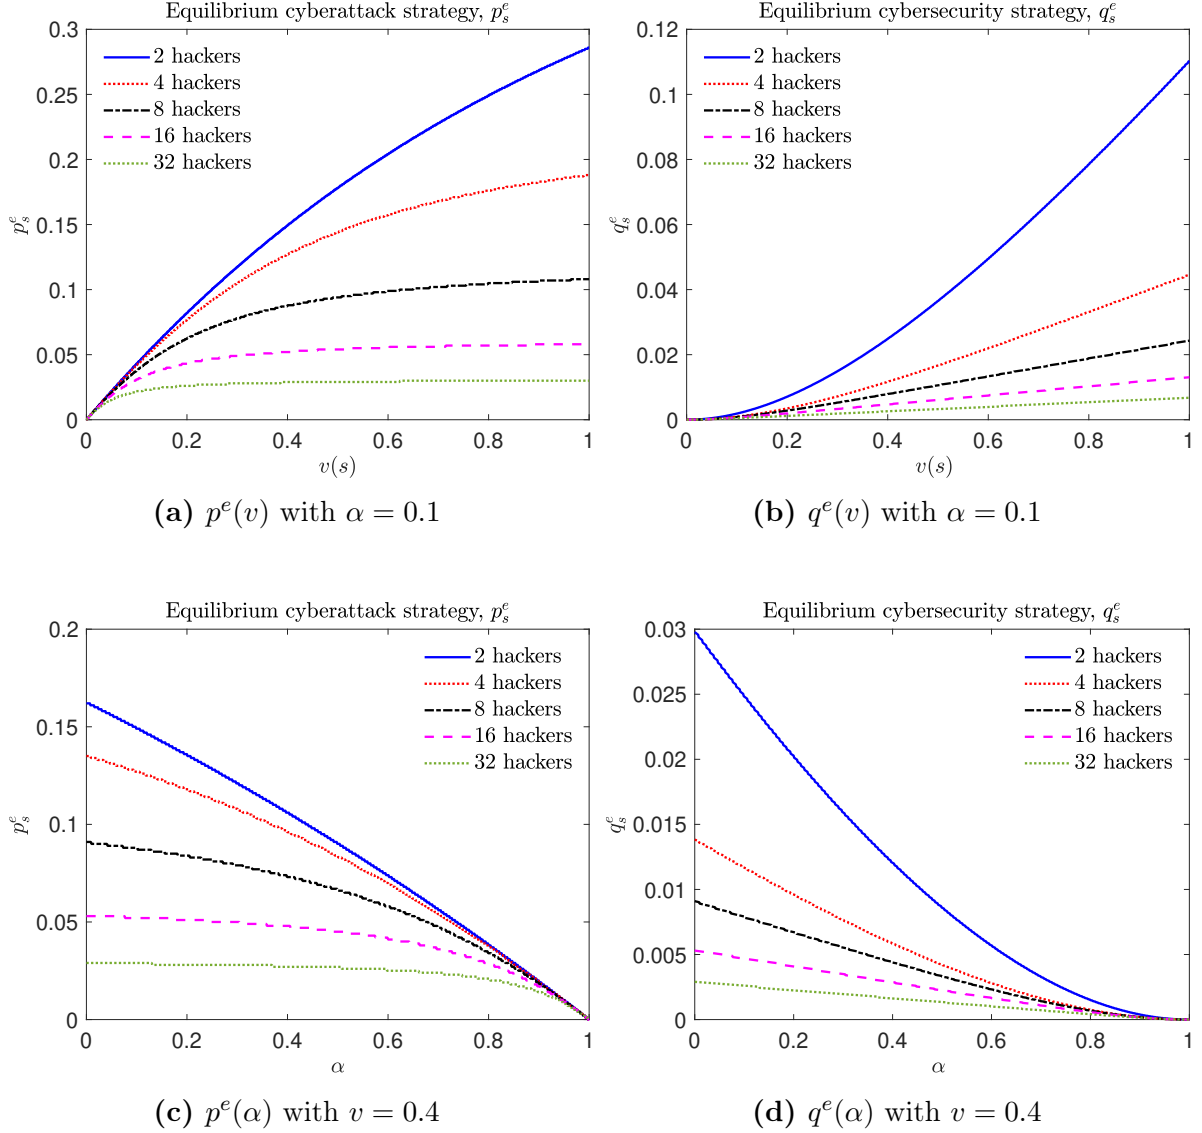 Equilibrium cyberattack strategy, p_s^e
0.3
0.25
0.2
0.15
0.1
0.05
0
p_s^e
2 hackers
4 hackers
8 hackers
16 hackers
32 hackers
0 0.2 0.4 0.6 0.8 1
v(s)
(a) p^e(v) with α = 0.1
Equilibrium cybersecurity strategy, q_s^e
0.12
0.1
0.08
0.06
0.04
0.02
0
q_s^e
2 hackers
4 hackers
8 hackers
16 hackers
32 hackers
0 0.2 0.4 0.6 0.8 1
v(s)
(b) q^e(v) with α = 0.1
Equilibrium cyberattack strategy, p_s^e
0.2
0.15
0.1
0.05
0
p_s^e
2 hackers
4 hackers
8 hackers
16 hackers
32 hackers
0 0.2 0.4 0.6 0.8 1
α
(c) p^e(α) with v = 0.4
Equilibrium cybersecurity strategy, q_s^e
0.03
0.025
0.02
0.015
0.01
0.005
0
q_s^e
2 hackers
4 hackers
8 hackers
16 hackers
32 hackers
0 0.2 0.4 0.6 0.8 1
α
(d) q^e(α) with v = 0.4